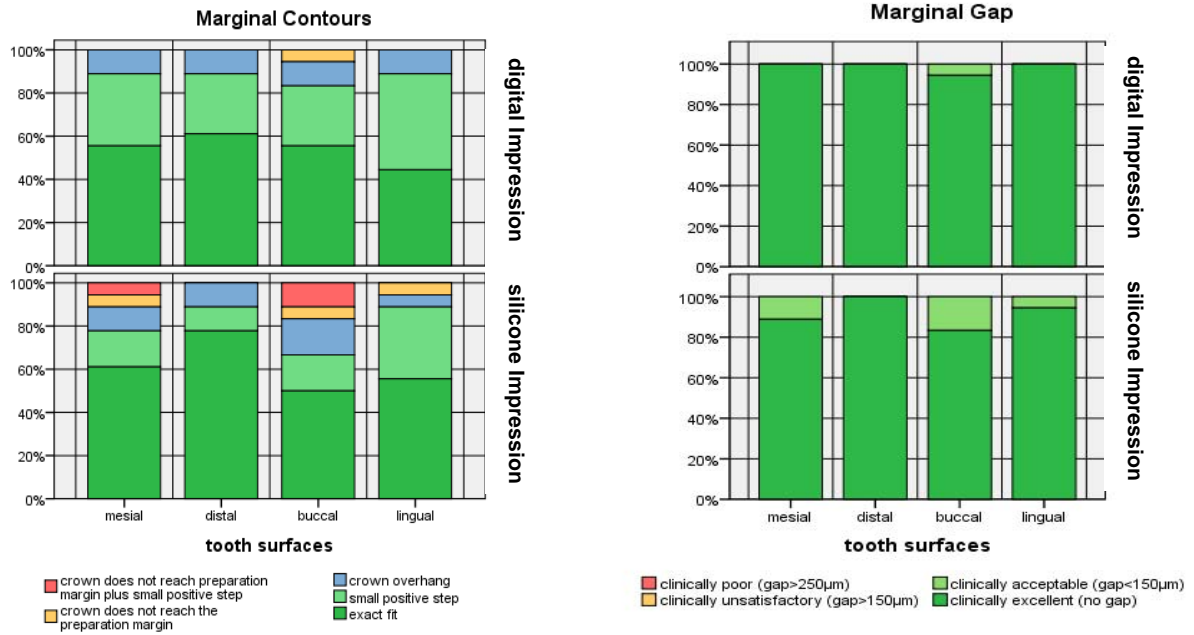 Marginal Contours
100%
80%
60%
40%
20%
0%
digital Impression
100%
80%
60%
40%
20%
0%
silicone Impression
mesial
distal
buccal
lingual
tooth surfaces
crown does not reach preparation
margin plus small positive step
crown does not reach the
preparation margin
crown overhang
small positive step
exact fit
Marginal Gap
100%
80%
60%
40%
20%
0%
digital Impression
100%
80%
60%
40%
20%
0%
silicone Impression
mesial
distal
buccal
lingual
tooth surfaces
clinically poor (gap>250µm)
clinically unsatisfactory (gap>150µm)
clinically acceptable (gap<150µm)
clinically excellent (no gap)